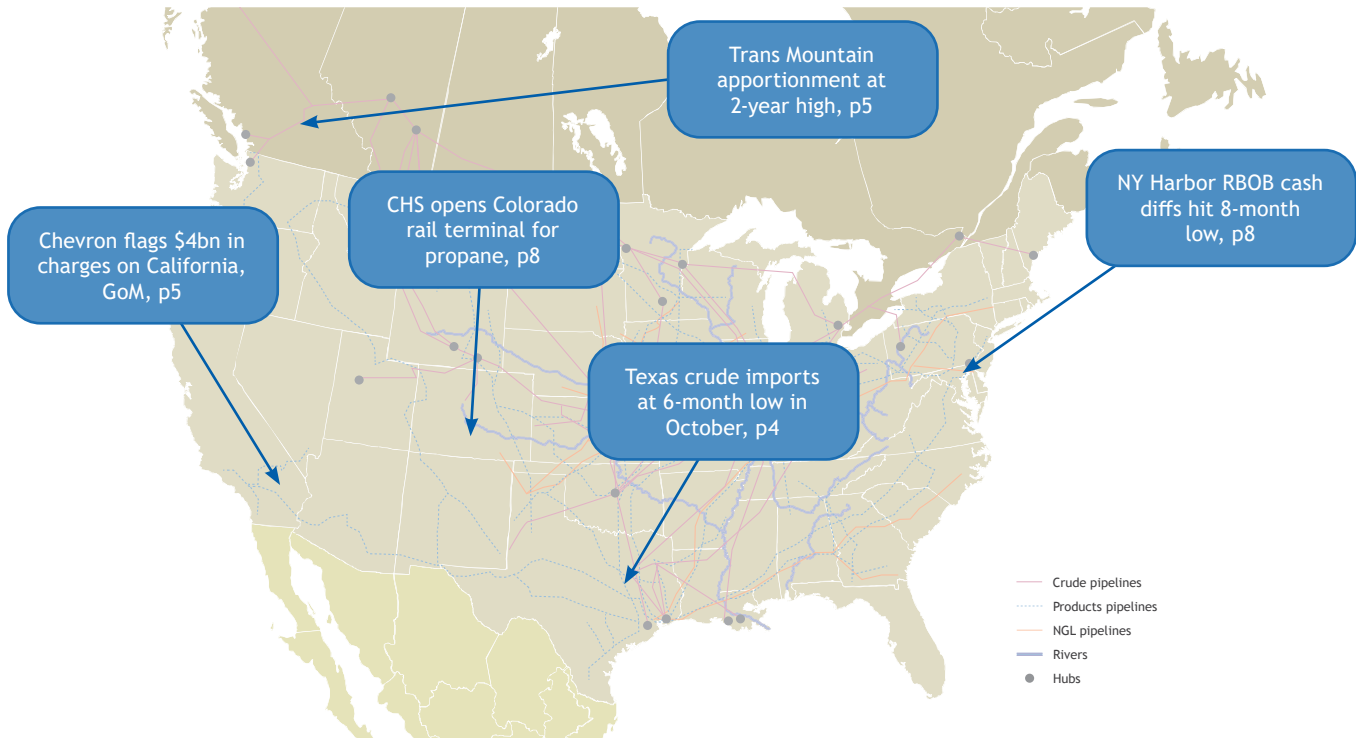 Trans Mountain
apportionment at
2-year high, p5
NY Harbor RBOB cash
diffs hit 8-month
low, p8
CHS opens Colorado
rail terminal for
propane, p8
Chevron flags $4bn in
charges on California,
GoM, p5
Texas crude imports
at 6-month low in
October, p4
Crude pipelines
Products pipelines
NGL pipelines
Rivers
Hubs